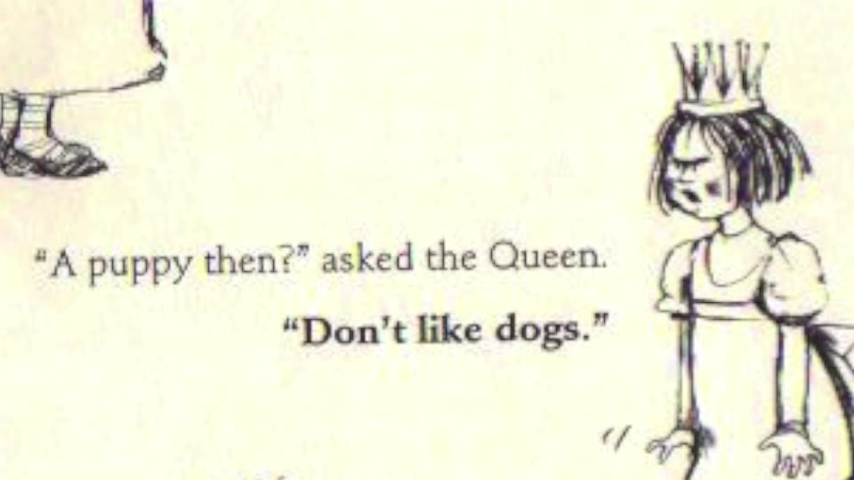 “A puppy then?” asked the Queen.
“Don't like dogs.”